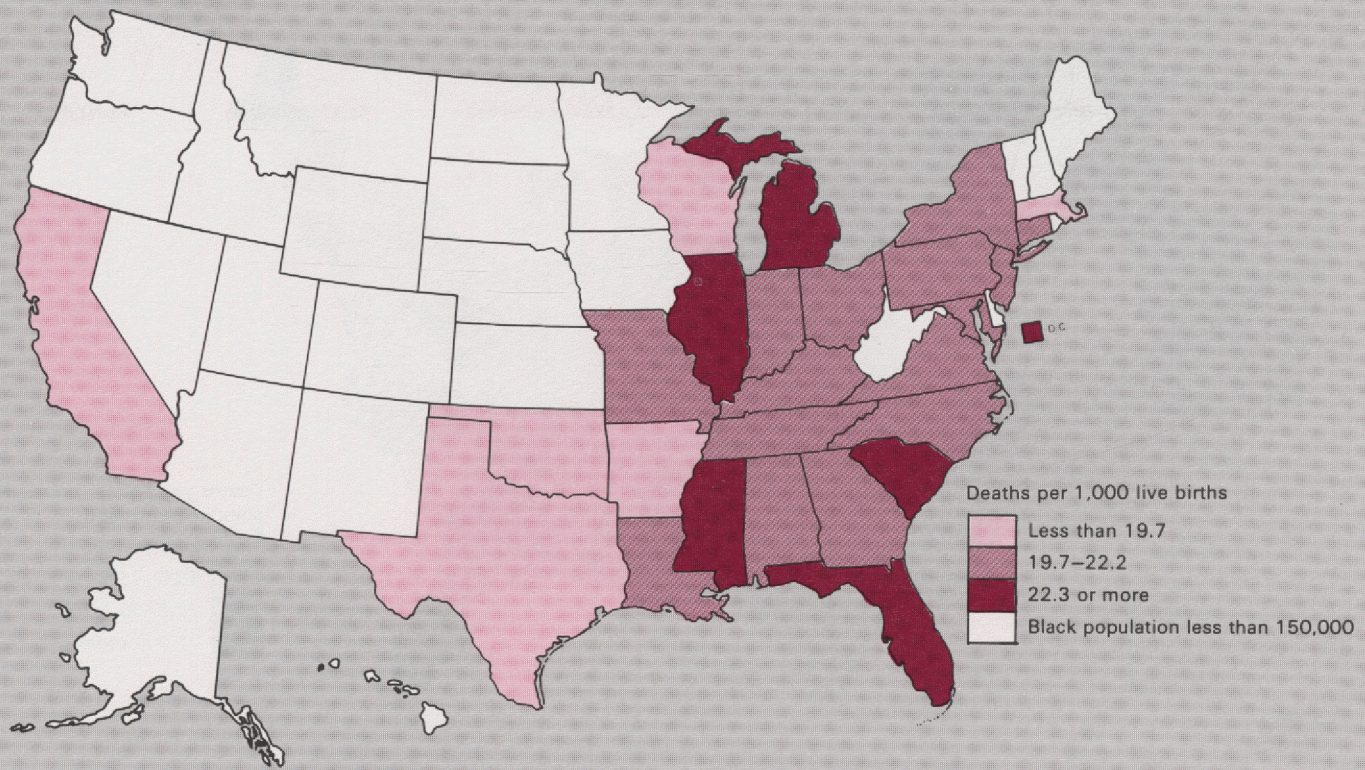 D.C.
Deaths per 1,000 live births
Less than 19.7
19.7–22.2
22.3 or more
Black population less than 150,000